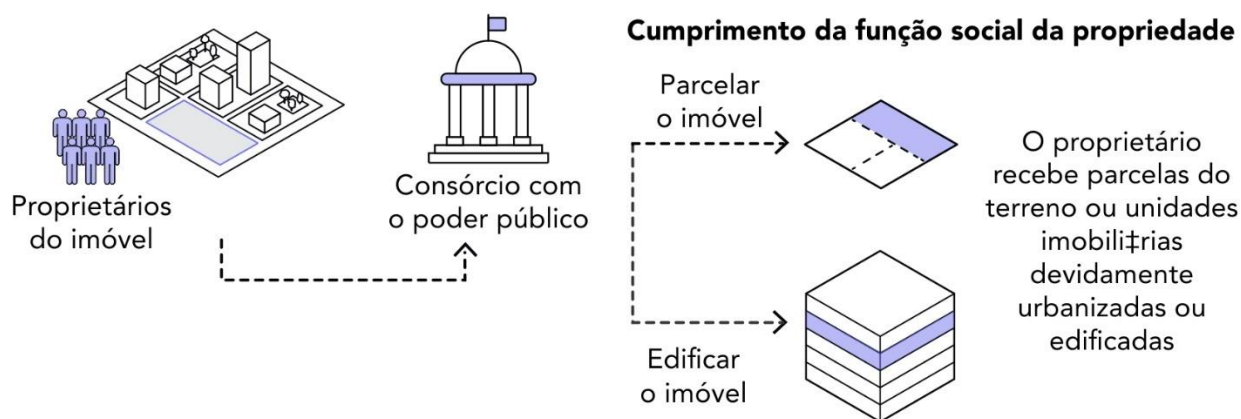 Proprietários
do imóvel
Consórcio com
o poder público
Cumprimento da função social da propriedade
Parcelar
o imóvel
Edificar
o imóvel
O proprietário
recebe parcelas do
terreno ou unidades
imobili‡rias
devidamente
urbanizadas ou
edificadas